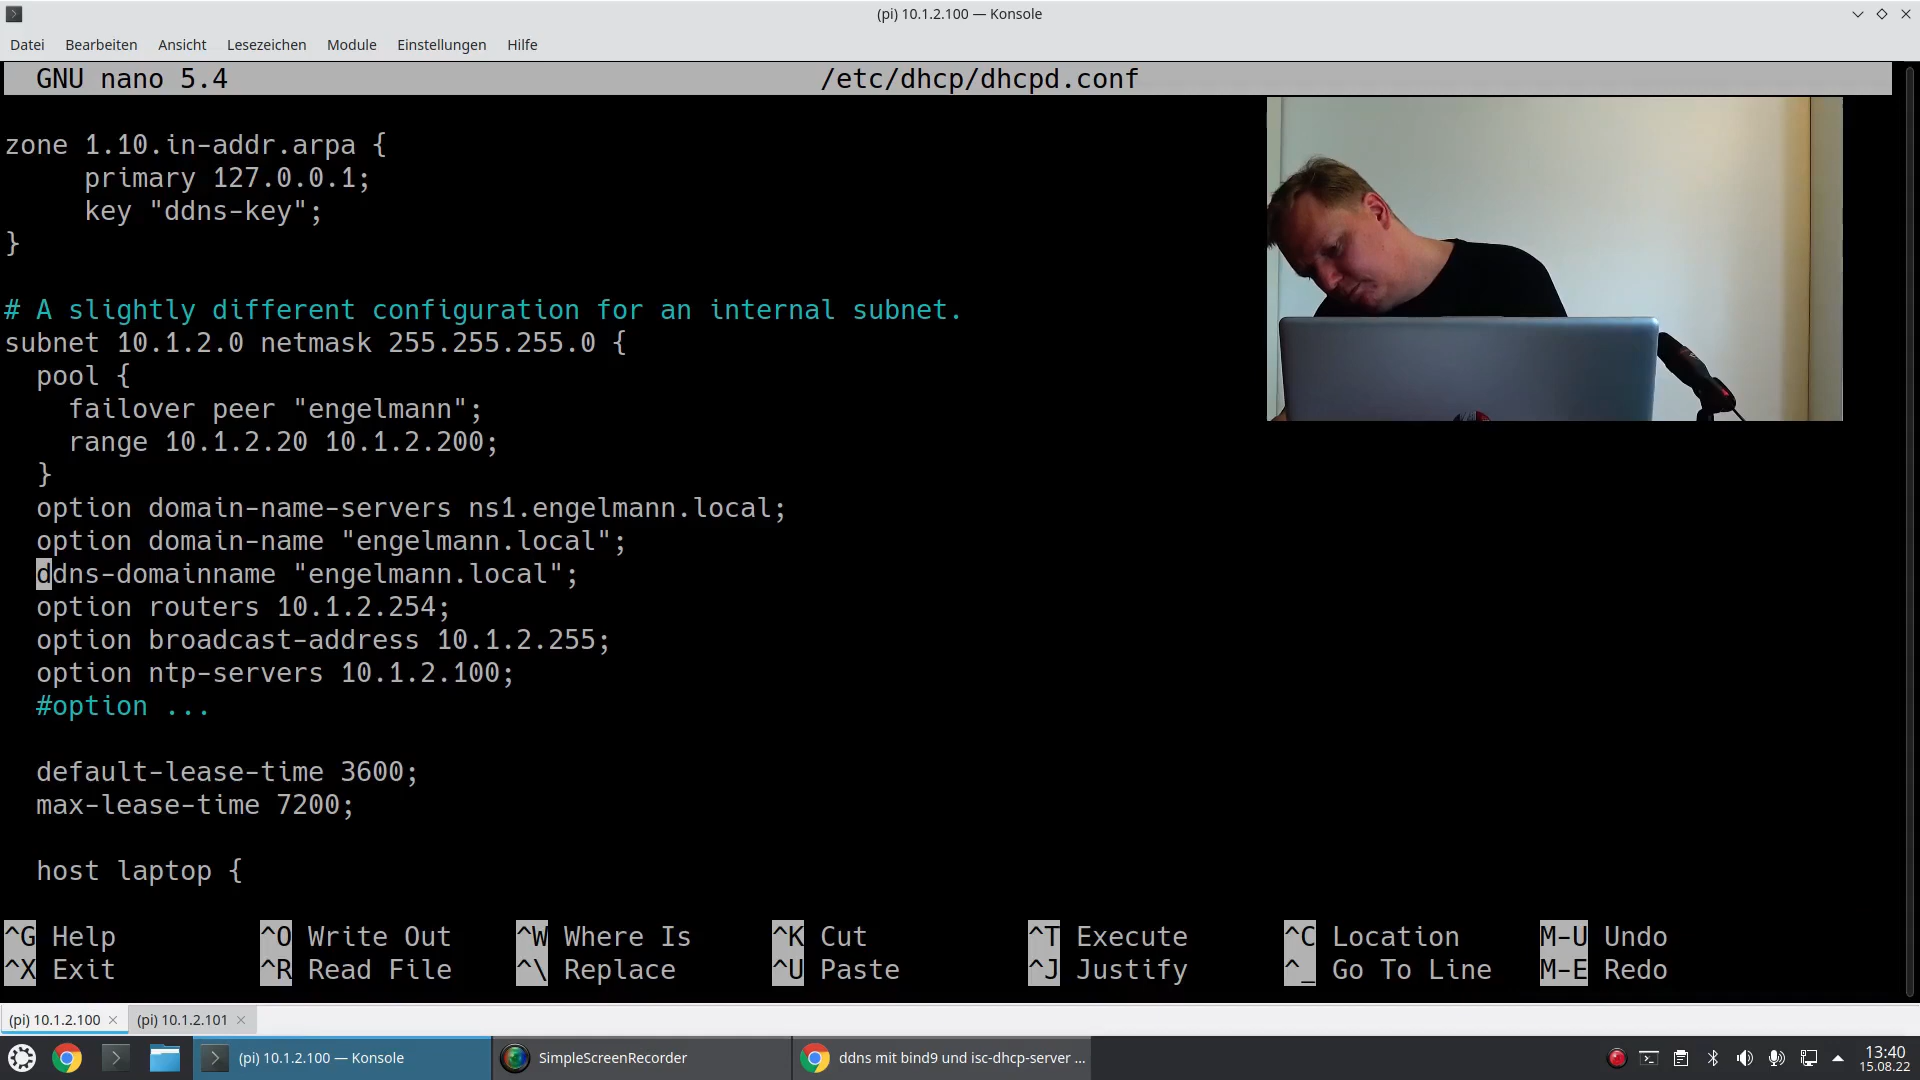 (pi) 10.1.2.100 — Konsole
Datei Bearbeiten Ansicht Lesezeichen Module Einstellungen Hilfe
GNU nano 5.4 /etc/dhcp/dhcpd.conf
zone 1.10.in-addr.arpa {
primary 127.0.0.1;
key "ddns-key";
}
# A slightly different configuration for an internal subnet.
subnet 10.1.2.0 netmask 255.255.255.0 {
pool {
failover peer "engelmann";
range 10.1.2.20 10.1.2.200;
}
option domain-name-servers ns1.engelmann.local;
option domain-name "engelmann.local";
ddns-domainname "engelmann.local";
option routers 10.1.2.254;
option broadcast-address 10.1.2.255;
option ntp-servers 10.1.2.100;
#option ...
default-lease-time 3600;
max-lease-time 7200;
host laptop {
^G Help ^O Write Out ^W Where Is ^K Cut ^T Execute ^C Location M-U Undo
^X Exit ^R Read File ^\ Replace ^U Paste ^J Justify ^_ Go To Line M-E Redo
(pi) 10.1.2.100 (pi) 10.1.2.101
(pi) 10.1.2.100 — Konsole SimpleScreenRecorder ddns mit bind9 und isc-dhcp-server ... 13:40
15.08.22